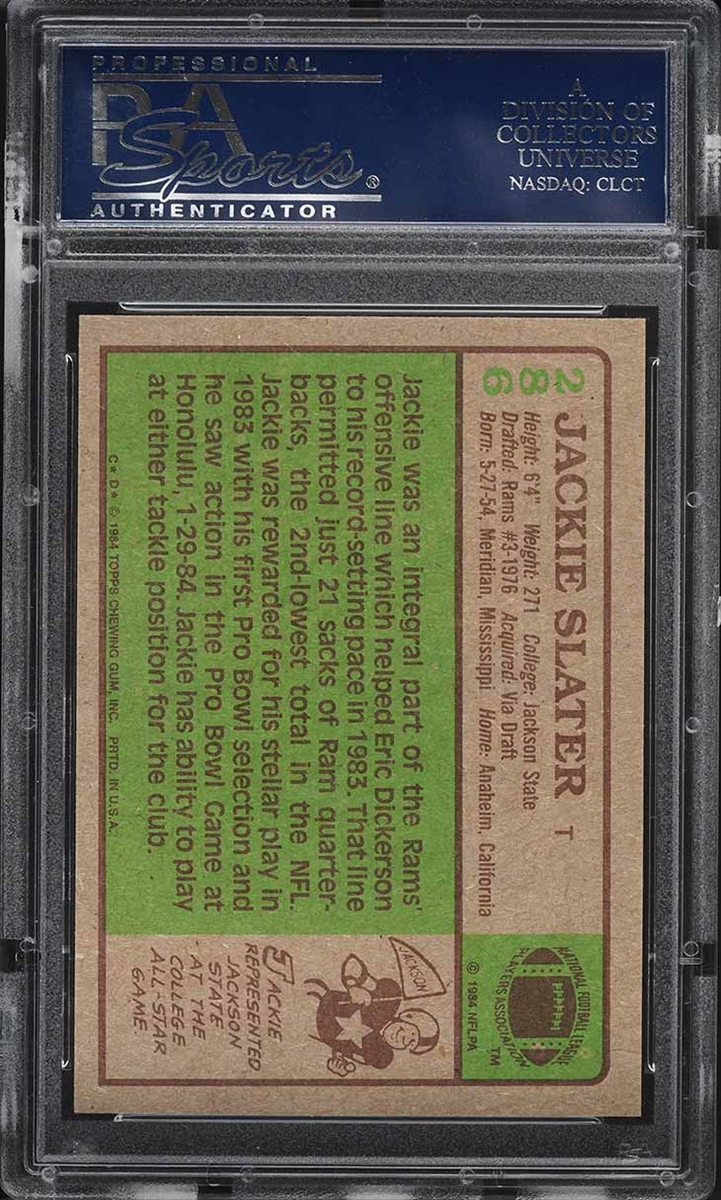 PROFESSIONAL
PSA
Sports®
AUTHENTICATOR
A
DIVISION OF
COLLECTORS
UNIVERSE
NASDAQ: CLCT
286
JACKIE SLATER T
Height: 6'4" Weight: 271 College: Jackson State
Drafted: Rams #3-1976 Acquired: Via Draft
Born: 5-27-54, Meridian, Mississippi Home: Anaheim, California
NATIONAL FOOTBALL LEAGUE
PLAYERS ASSOCIATION
TM
© 1984 NFLPA
Jackie was an integral part of the Rams'
offensive line which helped Eric Dickerson
to his record-setting pace in 1983. That line
permitted just 21 sacks of Ram quarter-
backs, the 2nd-lowest total in the NFL.
Jackie was rewarded for his stellar play in
1983 with his first Pro Bowl selection and
he saw action in the Pro Bowl Game at
Honolulu, 1-29-84. Jackie has ability to play
at either tackle position for the club.
C* D* © 1984 TOPPS CHEWING GUM, INC. PRTD. IN U.S.A.
JACKSON
JACKIE
REPRESENTED
JACKSON
STATE
AT THE
COLLEGE
ALL-STAR
GAME.